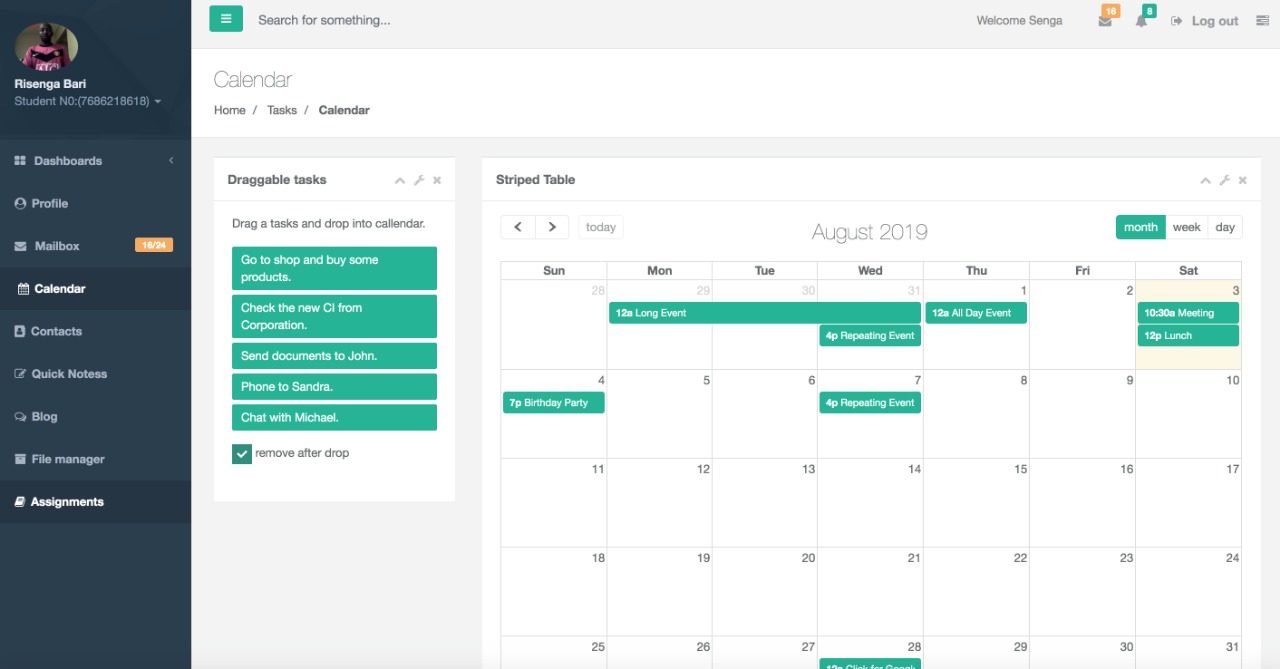 Risenga Bari
Student N0:(7686218618)
Dashboards
Profile
Mailbox
16/24
Calendar
Contacts
Quick Notess
Blog
File manager
Assignments
Search for something...
Welcome Senga
16
8
Log out
Calendar
Home / Tasks / Calendar
Draggable tasks
Drag a tasks and drop into callendar.
Go to shop and buy some
products.
Check the new CI from
Corporation.
Send documents to John.
Phone to Sandra.
Chat with Michael.
remove after drop
Striped Table
today
August 2019
month week day
Sun Mon Tue Wed Thu Fri Sat
28 29 30 31 1 2 3
12a Long Event 12a All Day Event 10:30a Meeting
4p Repeating Event 12p Lunch
4 5 6 7 8 9 10
7p Birthday Party 4p Repeating Event
11 12 13 14 15 16 17
18 19 20 21 22 23 24
25 26 27 28 29 30 31
12a Click for Google